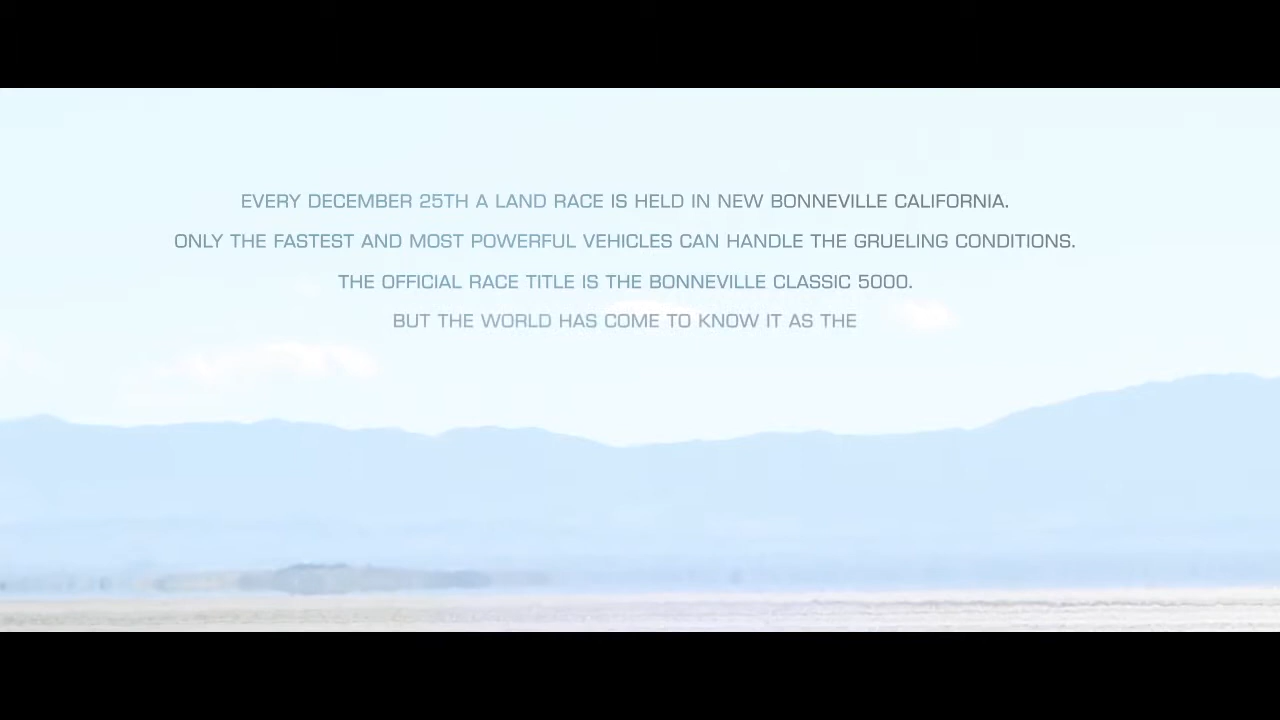 EVERY DECEMBER 25TH A LAND RACE IS HELD IN NEW BONNEVILLE CALIFORNIA.
ONLY THE FASTEST AND MOST POWERFUL VEHICLES CAN HANDLE THE GRUELING CONDITIONS.
THE OFFICIAL RACE TITLE IS THE BONNEVILLE CLASSIC 5000.
BUT THE WORLD HAS COME TO KNOW IT AS THE